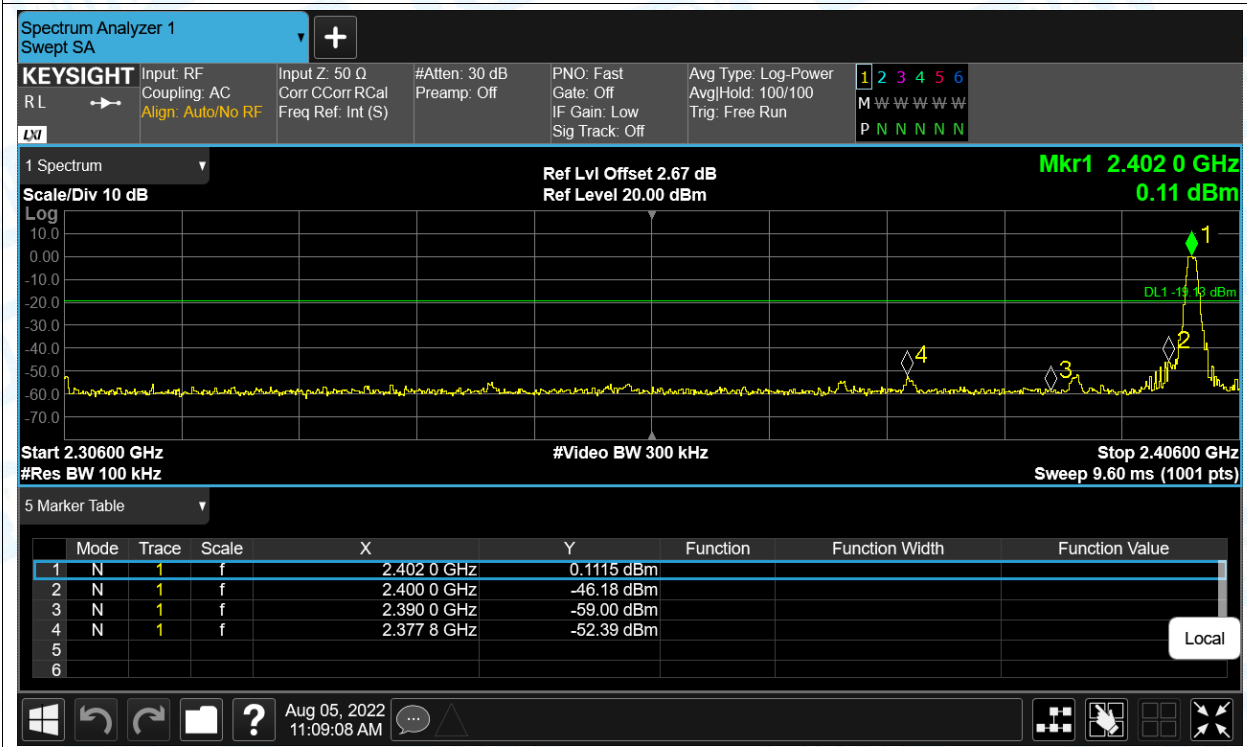 Spectrum Analyzer 1
Swept SA
KEYSIGHT
R L
LXI
Input: RF
Coupling: AC
Align: Auto/No RF
Input Z: 50 Ω
Corr CCorr RCal
Freq Ref: Int (S)
#Atten: 30 dB
Preamp: Off
PNO: Fast
Gate: Off
IF Gain: Low
Sig Track: Off
Avg Type: Log-Power
Avg|Hold: 100/100
Trig: Free Run
1 2 3 4 5 6
M W W W W W
P N N N N N
1 Spectrum
Scale/Div 10 dB
Ref Lvl Offset 2.67 dB
Ref Level 20.00 dBm
Mkr1 2.402 0 GHz
0.11 dBm
Log
10.0
0.00
-10.0
-20.0
-30.0
-40.0
-50.0
-60.0
-70.0
1
DL1 -19.13 dBm
2
4
3
Start 2.30600 GHz
#Video BW 300 kHz
Stop 2.40600 GHz
#Res BW 100 kHz
Sweep 9.60 ms (1001 pts)
5 Marker Table
Mode Trace Scale X Y Function Function Width Function Value
1 N 1 f 2.402 0 GHz 0.1115 dBm
2 N 1 f 2.400 0 GHz -46.18 dBm
3 N 1 f 2.390 0 GHz -59.00 dBm
4 N 1 f 2.377 8 GHz -52.39 dBm
5
6
Local
?
Aug 05, 2022
11:09:08 AM